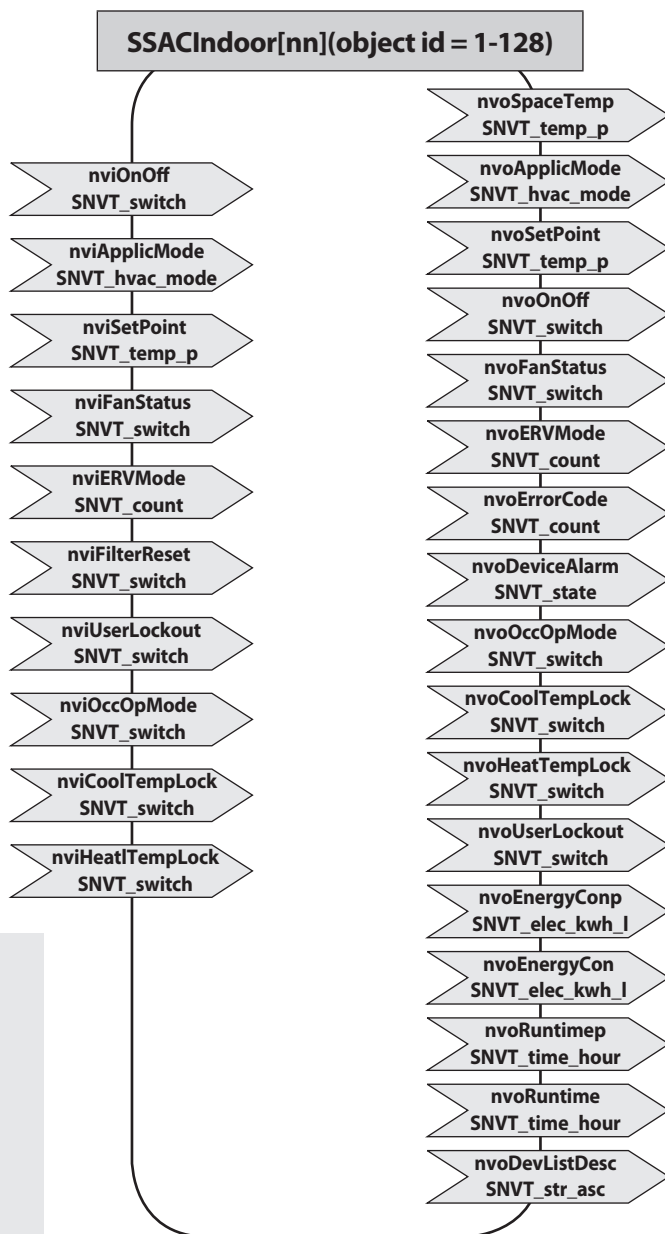 SSACIndoor[nn](object id = 1-128)
nviOnOff
SNVT_switch
nviApplicMode
SNVT_hvac_mode
nviSetPoint
SNVT_temp_p
nviFanStatus
SNVT_switch
nviERVMode
SNVT_count
nviFilterReset
SNVT_switch
nviUserLockout
SNVT_switch
nviOccOpMode
SNVT_switch
nviCoolTempLock
SNVT_switch
nviHeatlTempLock
SNVT_switch
nvoSpaceTemp
SNVT_temp_p
nvoApplicMode
SNVT_hvac_mode
nvoSetPoint
SNVT_temp_p
nvoOnOff
SNVT_switch
nvoFanStatus
SNVT_switch
nvoERVMode
SNVT_count
nvoErrorCode
SNVT_count
nvoDeviceAlarm
SNVT_state
nvoOccOpMode
SNVT_switch
nvoCoolTempLock
SNVT_switch
nvoHeatTempLock
SNVT_switch
nvoUserLockout
SNVT_switch
nvoEnergyConp
SNVT_elec_kwh_l
nvoEnergyCon
SNVT_elec_kwh_l
nvoRuntimep
SNVT_time_hour
nvoRuntime
SNVT_time_hour
nvoDevListDesc
SNVT_str_asc